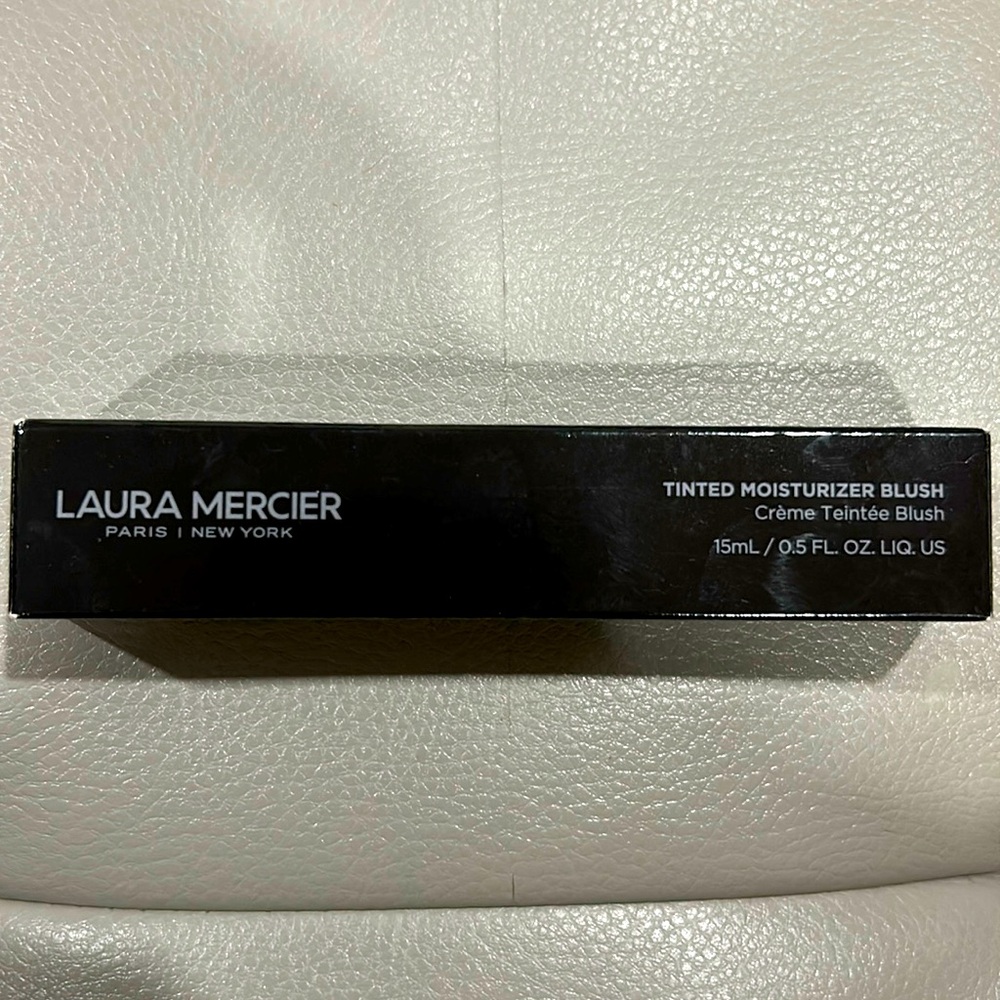 LAURA MERCIER
PARIS | NEW YORK
TINTED MOISTURIZER BLUSH
Crème Teintée Blush
15mL / 0.5 FL. OZ. LIQ. US